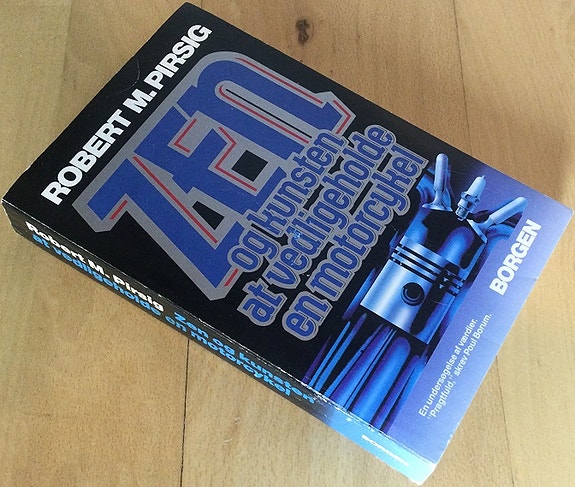 ROBERT M. PIRSIG
ZEN
og kunsten
at vedligeholde
en motorcykel
En undersøgelse af værdier.
"Pragtfuld," skrev Poul Borum.
BORGEN
Robert M. Pirsig Zen og kunsten
at vedligeholde en motorcykel
BORGEN